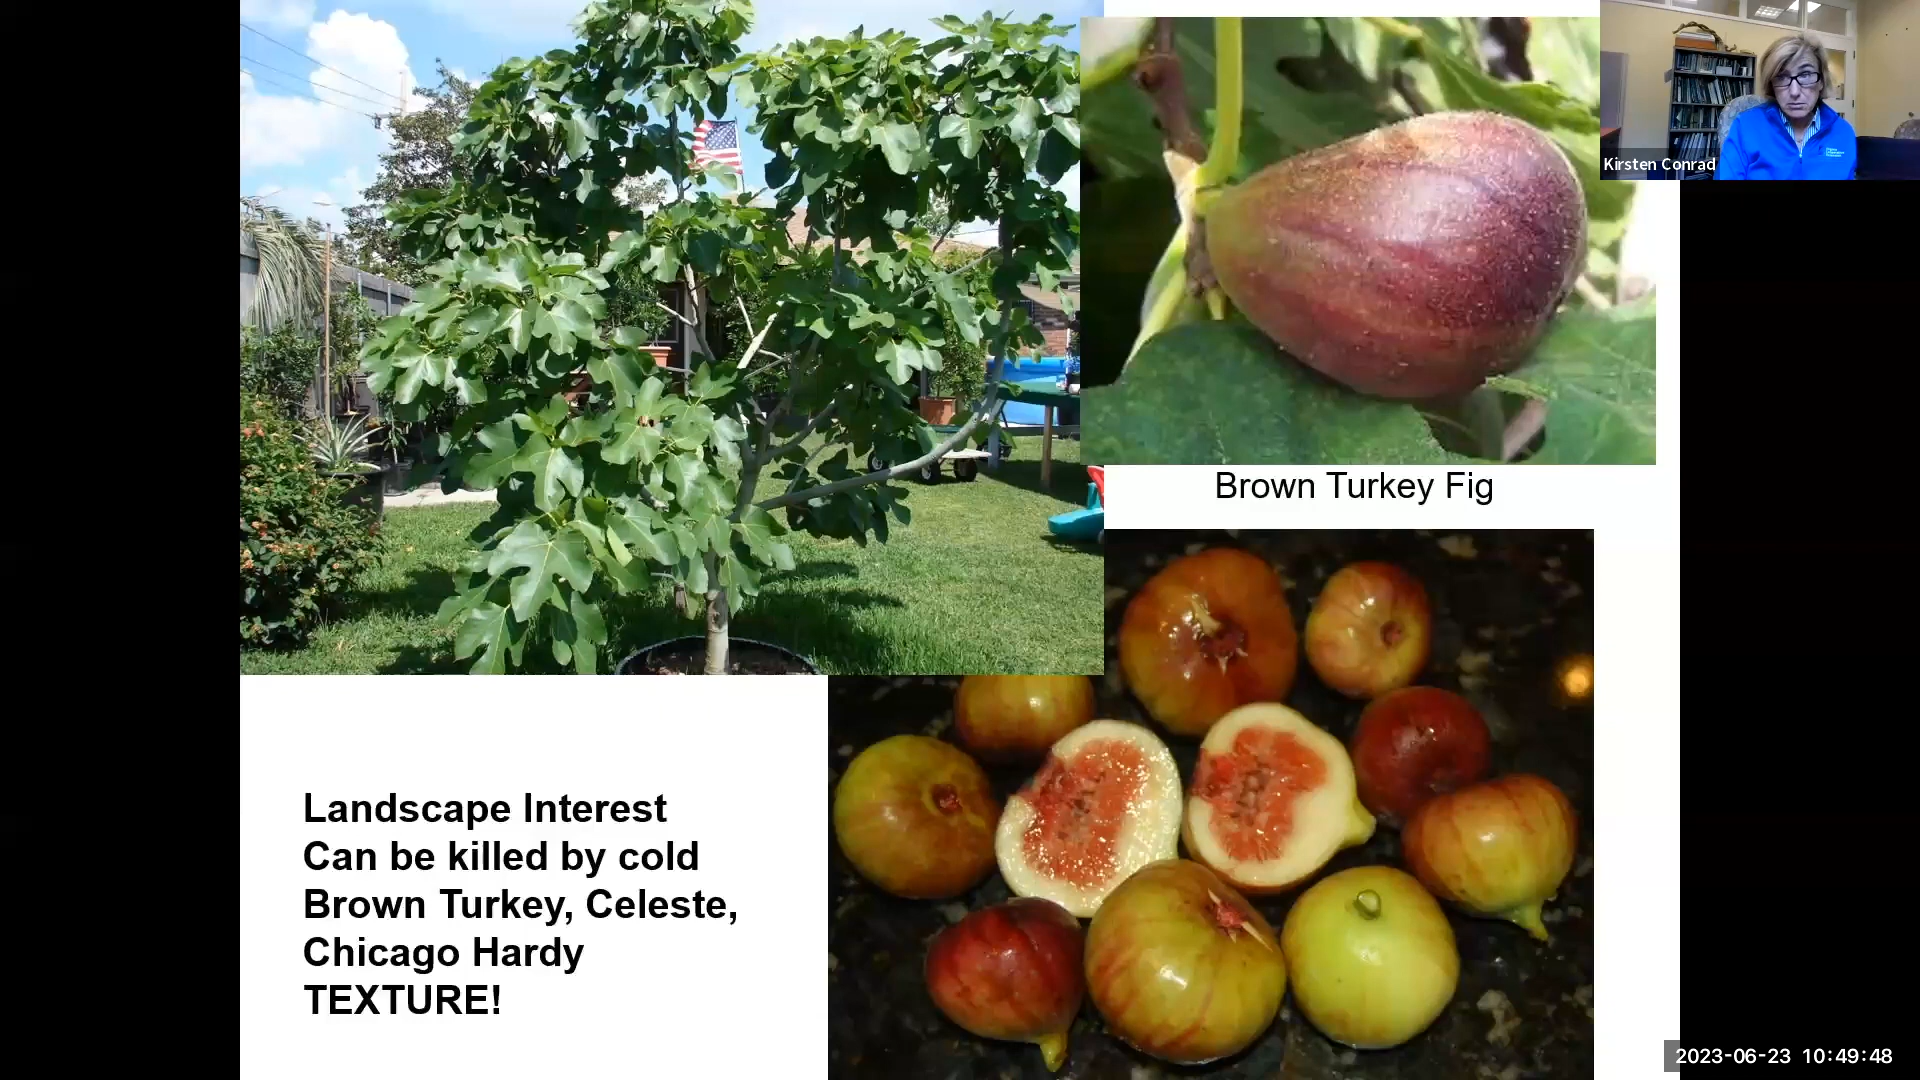 Kirsten Conrad
Brown Turkey Fig
Landscape Interest
Can be killed by cold
Brown Turkey, Celeste,
Chicago Hardy
TEXTURE!
2023-06-23 10:49:48